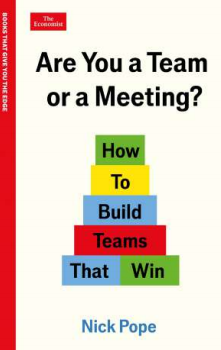 BOOKS THAT GIVE YOU THE EDGE
The
Economist
Are You a Team
or a Meeting?
How
To
Build
Teams
That Win
Nick Pope